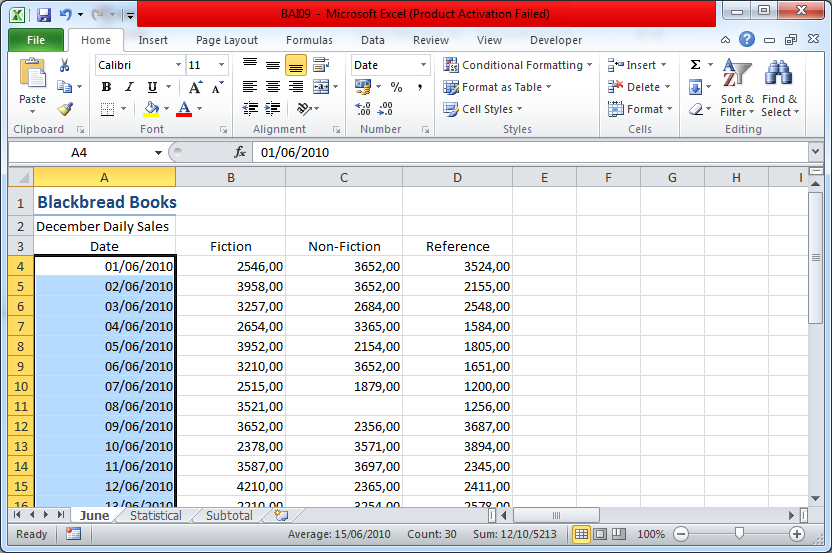 BAI09 - Microsoft Excel (Product Activation Failed)
File Home Insert Page Layout Formulas Data Review View Developer
Paste Calibri 11 Date Conditional Formatting Insert Σ
B I U A A % , Format as Table Delete Sort & Find &
A Cell Styles Format Filter Select
Clipboard Font Alignment Number Styles Cells Editing
A4 fx 01/06/2010
A B C D E F G H I
1 Blackbread Books
2 December Daily Sales
3 Date Fiction Non-Fiction Reference
4 01/06/2010 2546,00 3652,00 3524,00
5 02/06/2010 3958,00 3652,00 2155,00
6 03/06/2010 3257,00 2684,00 2548,00
7 04/06/2010 2654,00 3365,00 1584,00
8 05/06/2010 3952,00 2154,00 1805,00
9 06/06/2010 3210,00 3652,00 1651,00
10 07/06/2010 2515,00 1879,00 1200,00
11 08/06/2010 3521,00 1256,00
12 09/06/2010 3652,00 2356,00 3687,00
13 10/06/2010 2378,00 3571,00 3894,00
14 11/06/2010 3587,00 3697,00 2345,00
15 12/06/2010 4210,00 2365,00 2411,00
16 13/06/2010 2210,00 3254,00 2578,00
June Statistical Subtotal
Ready Average: 15/06/2010 Count: 30 Sum: 12/10/5213 100%